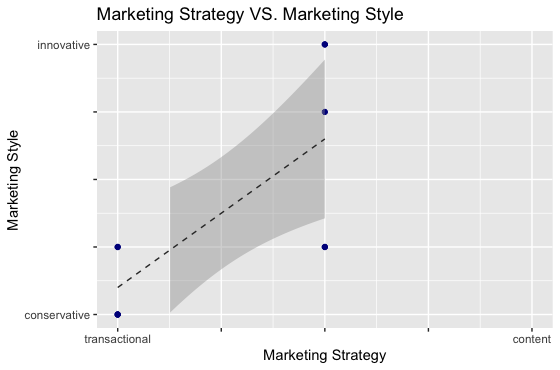 Marketing Strategy VS. Marketing Style
innovative
Marketing Style
conservative
transactional
content
Marketing Strategy